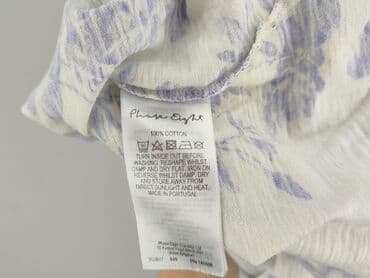 Phase Eight
100% COTTON
TURN INSIDE OUT BEFORE
WASHING. RESHAPE WHILST
DAMP AND DRY FLAT. IRON ON
REVERSE WHILST DAMP. DRY
AND STORE AWAY FROM
DIRECT SUNLIGHT AND HEAT.
MADE IN PORTUGAL